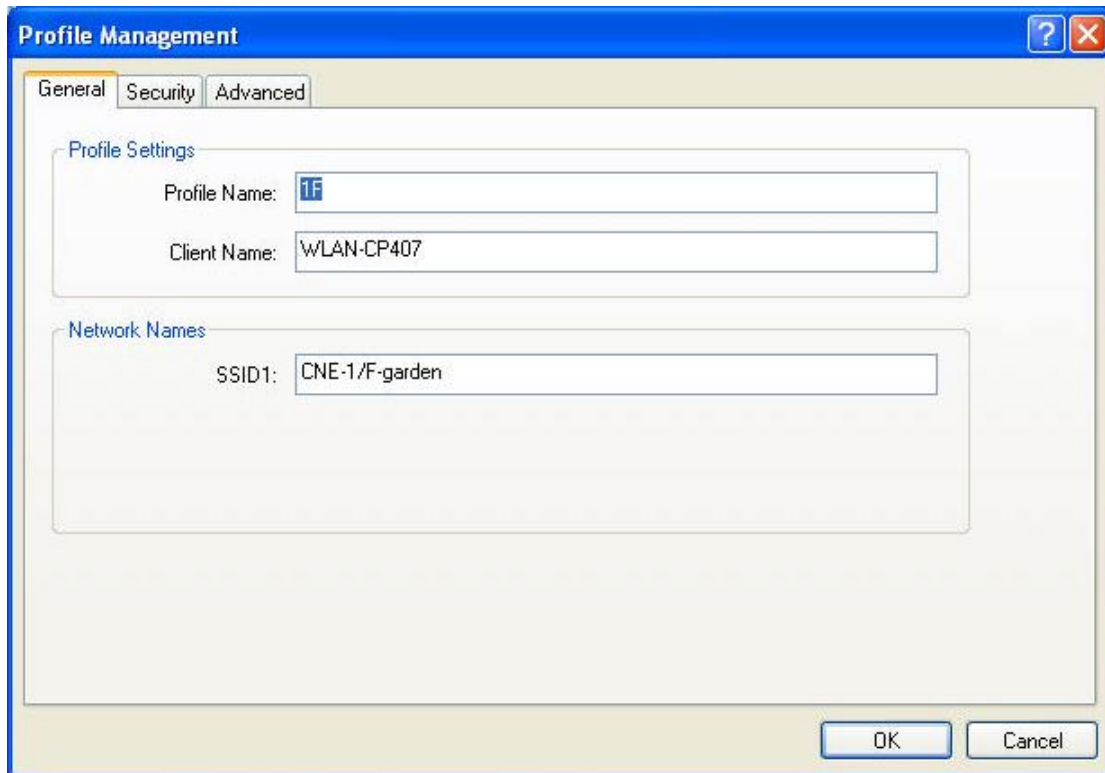 Profile Management
?
General Security Advanced
Profile Settings
Profile Name: 1F
Client Name: WLAN-CP407
Network Names
SSID1: CNE-1/F-garden
OK Cancel